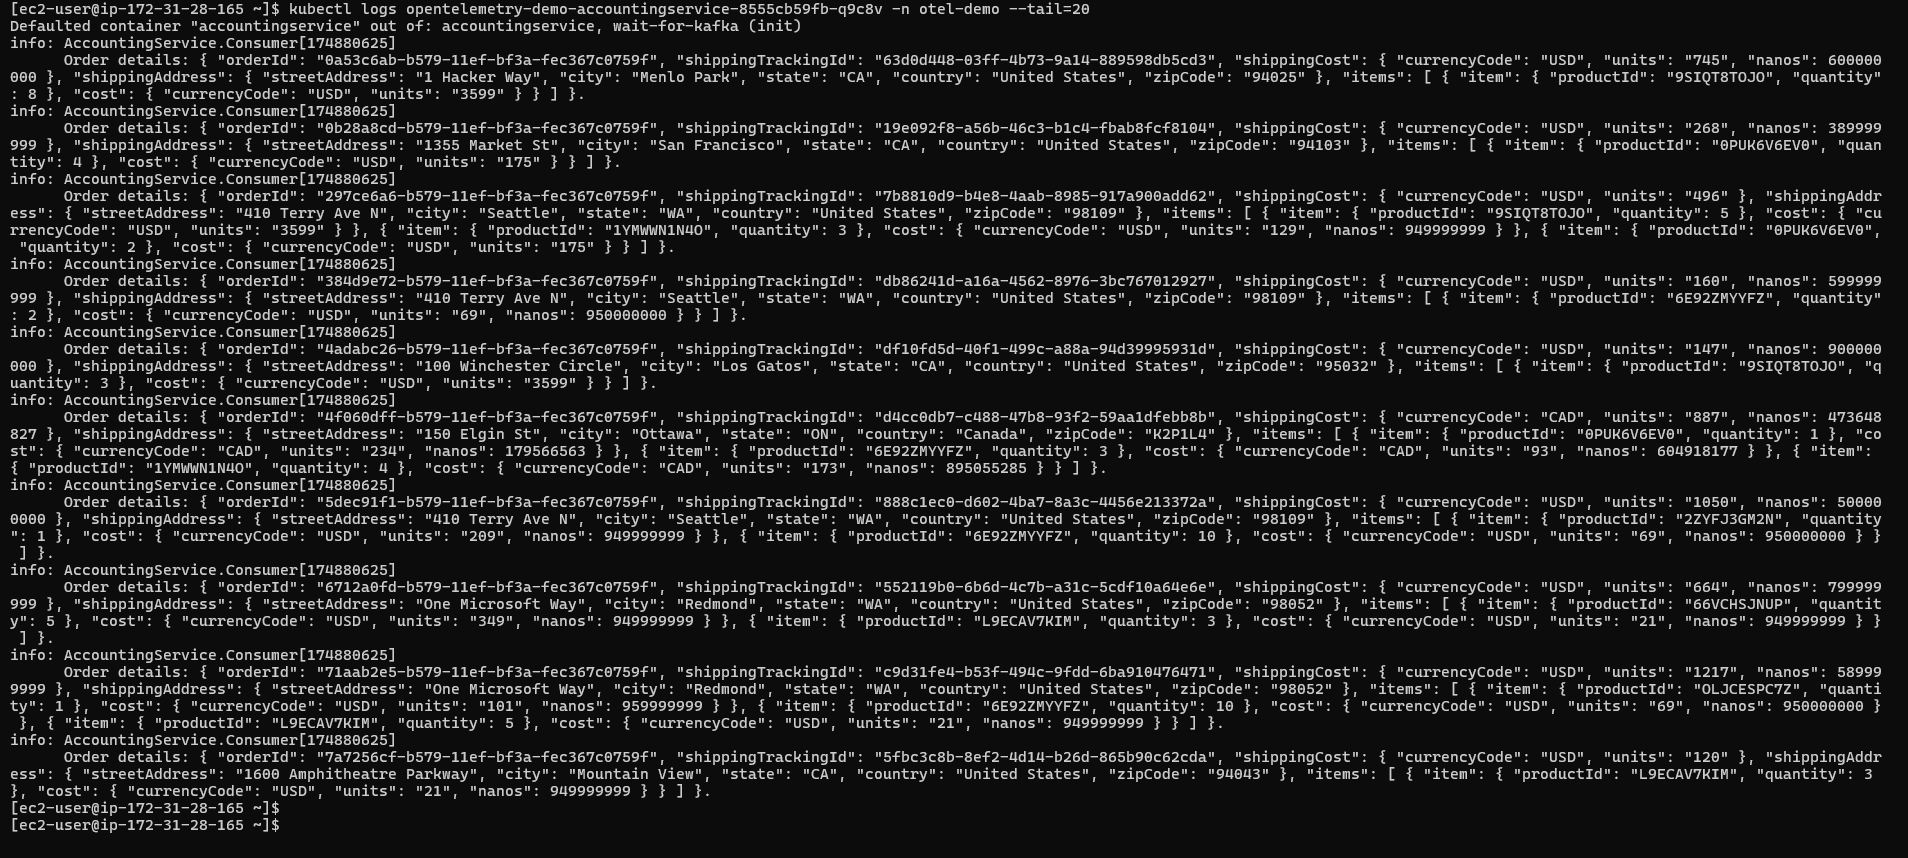 [ec2-user@ip-172-31-28-165 ~]$ kubectl logs opentelemetry-demo-accountingservice-8555cb59fb-q9c8v -n otel-demo --tail=20
Defaulted container "accountingservice" out of: accountingservice, wait-for-kafka (init)
info: AccountingService.Consumer[174880625]
      Order details: { "orderId": "0a53c6ab-b579-11ef-bf3a-fec367c0759f", "shippingTrackingId": "63d0d448-03ff-4b73-9a14-889598db5cd3", "shippingCost": { "currencyCode": "USD", "units": "745", "nanos": 600000
000 }, "shippingAddress": { "streetAddress": "1 Hacker Way", "city": "Menlo Park", "state": "CA", "country": "United States", "zipCode": "94025" }, "items": [ { "item": { "productId": "9SIQT8TOJO", "quantity"
: 8 }, "cost": { "currencyCode": "USD", "units": "3599" } } ] }.
info: AccountingService.Consumer[174880625]
      Order details: { "orderId": "0b28a8cd-b579-11ef-bf3a-fec367c0759f", "shippingTrackingId": "19e092f8-a56b-46c3-b1c4-fbab8fcf8104", "shippingCost": { "currencyCode": "USD", "units": "268", "nanos": 389999
999 }, "shippingAddress": { "streetAddress": "1355 Market St", "city": "San Francisco", "state": "CA", "country": "United States", "zipCode": "94103" }, "items": [ { "item": { "productId": "0PUK6V6EV0", "quan
tity": 4 }, "cost": { "currencyCode": "USD", "units": "175" } } ] }.
info: AccountingService.Consumer[174880625]
      Order details: { "orderId": "297ce6a6-b579-11ef-bf3a-fec367c0759f", "shippingTrackingId": "7b8810d9-b4e8-4aab-8985-917a900add62", "shippingCost": { "currencyCode": "USD", "units": "496" }, "shippingAddr
ess": { "streetAddress": "410 Terry Ave N", "city": "Seattle", "state": "WA", "country": "United States", "zipCode": "98109" }, "items": [ { "item": { "productId": "9SIQT8TOJO", "quantity": 5 }, "cost": { "cu
rrencyCode": "USD", "units": "3599" } }, { "item": { "productId": "1YMWWN1N4O", "quantity": 3 }, "cost": { "currencyCode": "USD", "units": "129", "nanos": 949999999 } }, { "item": { "productId": "0PUK6V6EV0",
 "quantity": 2 }, "cost": { "currencyCode": "USD", "units": "175" } } ] }.
info: AccountingService.Consumer[174880625]
      Order details: { "orderId": "384d9e72-b579-11ef-bf3a-fec367c0759f", "shippingTrackingId": "db86241d-a16a-4562-8976-3bc767012927", "shippingCost": { "currencyCode": "USD", "units": "160", "nanos": 599999
999 }, "shippingAddress": { "streetAddress": "410 Terry Ave N", "city": "Seattle", "state": "WA", "country": "United States", "zipCode": "98109" }, "items": [ { "item": { "productId": "6E92ZMYYFZ", "quantity"
: 2 }, "cost": { "currencyCode": "USD", "units": "69", "nanos": 950000000 } } ] }.
info: AccountingService.Consumer[174880625]
      Order details: { "orderId": "4adabc26-b579-11ef-bf3a-fec367c0759f", "shippingTrackingId": "df10fd5d-40f1-499c-a88a-94d39995931d", "shippingCost": { "currencyCode": "USD", "units": "147", "nanos": 900000
000 }, "shippingAddress": { "streetAddress": "100 Winchester Circle", "city": "Los Gatos", "state": "CA", "country": "United States", "zipCode": "95032" }, "items": [ { "item": { "productId": "9SIQT8TOJO", "q
uantity": 3 }, "cost": { "currencyCode": "USD", "units": "3599" } } ] }.
info: AccountingService.Consumer[174880625]
      Order details: { "orderId": "4f060dff-b579-11ef-bf3a-fec367c0759f", "shippingTrackingId": "d4cc0db7-c488-47b8-93f2-59aa1dfebb8b", "shippingCost": { "currencyCode": "CAD", "units": "887", "nanos": 473648
827 }, "shippingAddress": { "streetAddress": "150 Elgin St", "city": "Ottawa", "state": "ON", "country": "Canada", "zipCode": "K2P1L4" }, "items": [ { "item": { "productId": "0PUK6V6EV0", "quantity": 1 }, "co
st": { "currencyCode": "CAD", "units": "234", "nanos": 179566563 } }, { "item": { "productId": "6E92ZMYYFZ", "quantity": 3 }, "cost": { "currencyCode": "CAD", "units": "93", "nanos": 604918177 } }, { "item":
{ "productId": "1YMWWN1N4O", "quantity": 4 }, "cost": { "currencyCode": "CAD", "units": "173", "nanos": 895055285 } } ] }.
info: AccountingService.Consumer[174880625]
      Order details: { "orderId": "5dec91f1-b579-11ef-bf3a-fec367c0759f", "shippingTrackingId": "888c1ec0-d602-4ba7-8a3c-4456e213372a", "shippingCost": { "currencyCode": "USD", "units": "1050", "nanos": 50000
0000 }, "shippingAddress": { "streetAddress": "410 Terry Ave N", "city": "Seattle", "state": "WA", "country": "United States", "zipCode": "98109" }, "items": [ { "item": { "productId": "2ZYFJ3GM2N", "quantity
": 1 }, "cost": { "currencyCode": "USD", "units": "209", "nanos": 949999999 } }, { "item": { "productId": "6E92ZMYYFZ", "quantity": 10 }, "cost": { "currencyCode": "USD", "units": "69", "nanos": 950000000 } }
 ] }.
info: AccountingService.Consumer[174880625]
      Order details: { "orderId": "6712a0fd-b579-11ef-bf3a-fec367c0759f", "shippingTrackingId": "552119b0-6b6d-4c7b-a31c-5cdf10a64e6e", "shippingCost": { "currencyCode": "USD", "units": "664", "nanos": 799999
999 }, "shippingAddress": { "streetAddress": "One Microsoft Way", "city": "Redmond", "state": "WA", "country": "United States", "zipCode": "98052" }, "items": [ { "item": { "productId": "66VCHSJNUP", "quantit
y": 5 }, "cost": { "currencyCode": "USD", "units": "349", "nanos": 949999999 } }, { "item": { "productId": "L9ECAV7KIM", "quantity": 3 }, "cost": { "currencyCode": "USD", "units": "21", "nanos": 949999999 } }
 ] }.
info: AccountingService.Consumer[174880625]
      Order details: { "orderId": "71aab2e5-b579-11ef-bf3a-fec367c0759f", "shippingTrackingId": "c9d31fe4-b53f-494c-9fdd-6ba910476471", "shippingCost": { "currencyCode": "USD", "units": "1217", "nanos": 58999
9999 }, "shippingAddress": { "streetAddress": "One Microsoft Way", "city": "Redmond", "state": "WA", "country": "United States", "zipCode": "98052" }, "items": [ { "item": { "productId": "OLJCESPC7Z", "quanti
ty": 1 }, "cost": { "currencyCode": "USD", "units": "101", "nanos": 959999999 } }, { "item": { "productId": "6E92ZMYYFZ", "quantity": 10 }, "cost": { "currencyCode": "USD", "units": "69", "nanos": 950000000 }
 }, { "item": { "productId": "L9ECAV7KIM", "quantity": 5 }, "cost": { "currencyCode": "USD", "units": "21", "nanos": 949999999 } } ] }.
info: AccountingService.Consumer[174880625]
      Order details: { "orderId": "7a7256cf-b579-11ef-bf3a-fec367c0759f", "shippingTrackingId": "5fbc3c8b-8ef2-4d14-b26d-865b90c62cda", "shippingCost": { "currencyCode": "USD", "units": "120" }, "shippingAddr
ess": { "streetAddress": "1600 Amphitheatre Parkway", "city": "Mountain View", "state": "CA", "country": "United States", "zipCode": "94043" }, "items": [ { "item": { "productId": "L9ECAV7KIM", "quantity": 3
}, "cost": { "currencyCode": "USD", "units": "21", "nanos": 949999999 } } ] }.
[ec2-user@ip-172-31-28-165 ~]$
[ec2-user@ip-172-31-28-165 ~]$